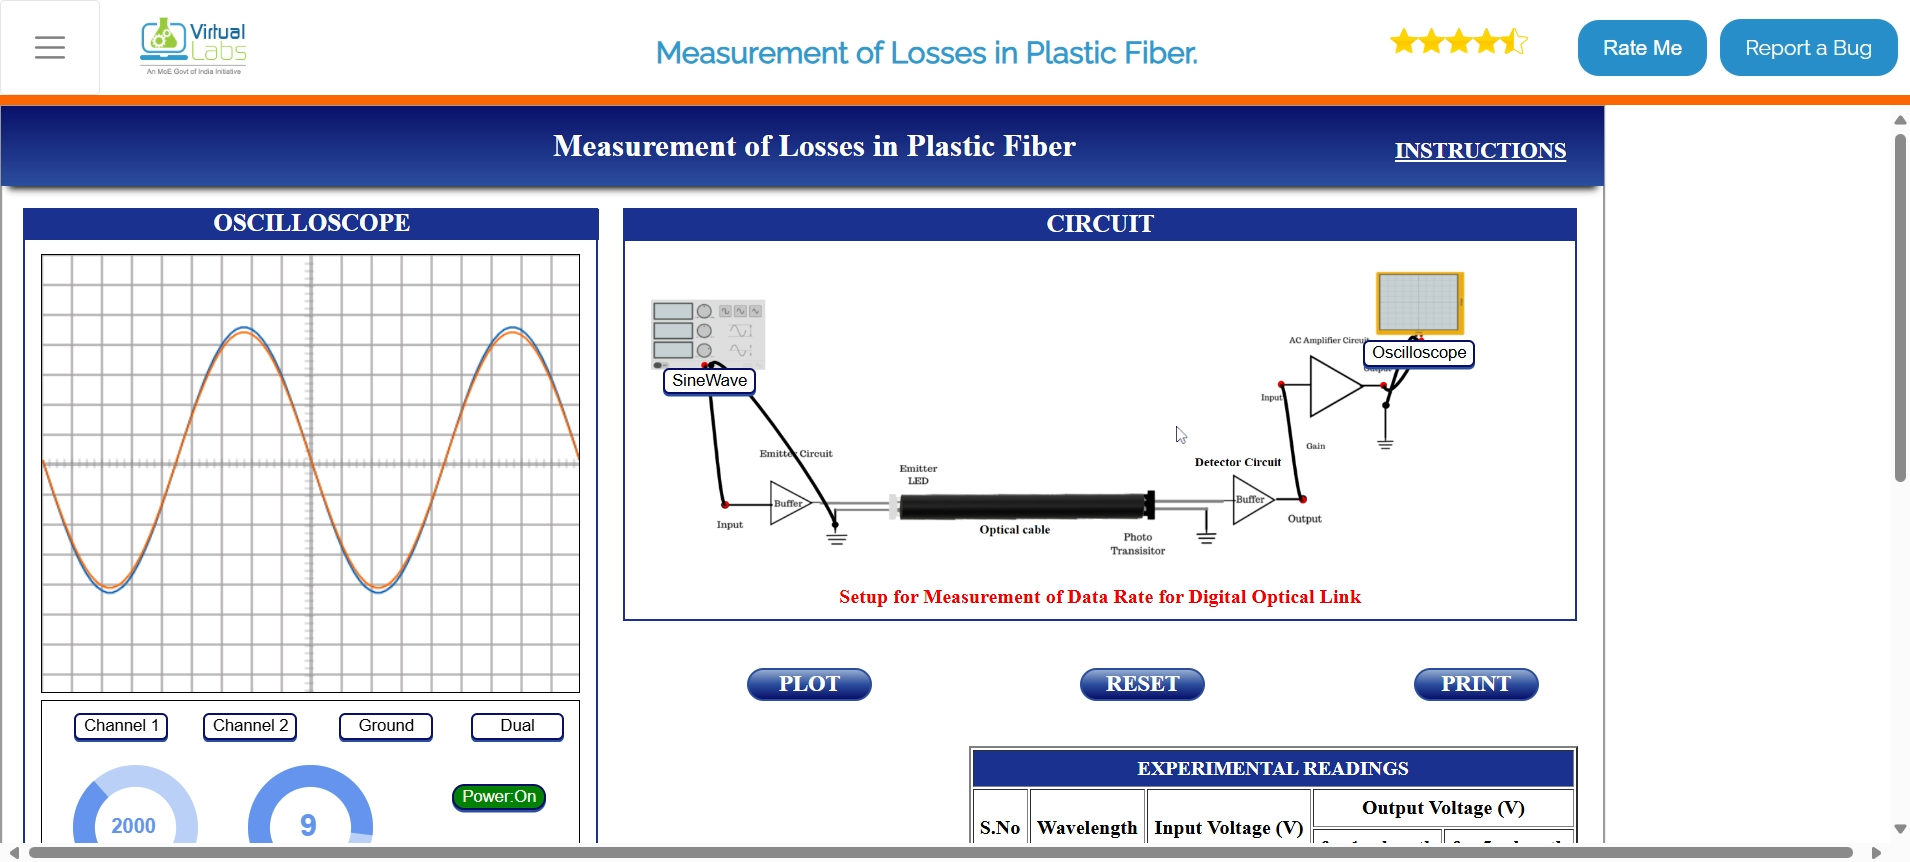 Virtual
Labs
An MoE Govt of India Initiative
Measurement of Losses in Plastic Fiber.
Rate Me
Report a Bug
Measurement of Losses in Plastic Fiber
INSTRUCTIONS
OSCILLOSCOPE
CIRCUIT
AC Amplifier Circuit
Oscilloscope
Output
SineWave
Input
Gain
Emitter Circuit
Detector Circuit
Emitter
LED
Buffer
Buffer
Input
Output
Optical cable
Photo
Transisitor
Setup for Measurement of Data Rate for Digital Optical Link
PLOT
RESET
PRINT
Channel 1
Channel 2
Ground
Dual
Power:On
2000
9
EXPERIMENTAL READINGS
S.No
Wavelength
Input Voltage (V)
Output Voltage (V)